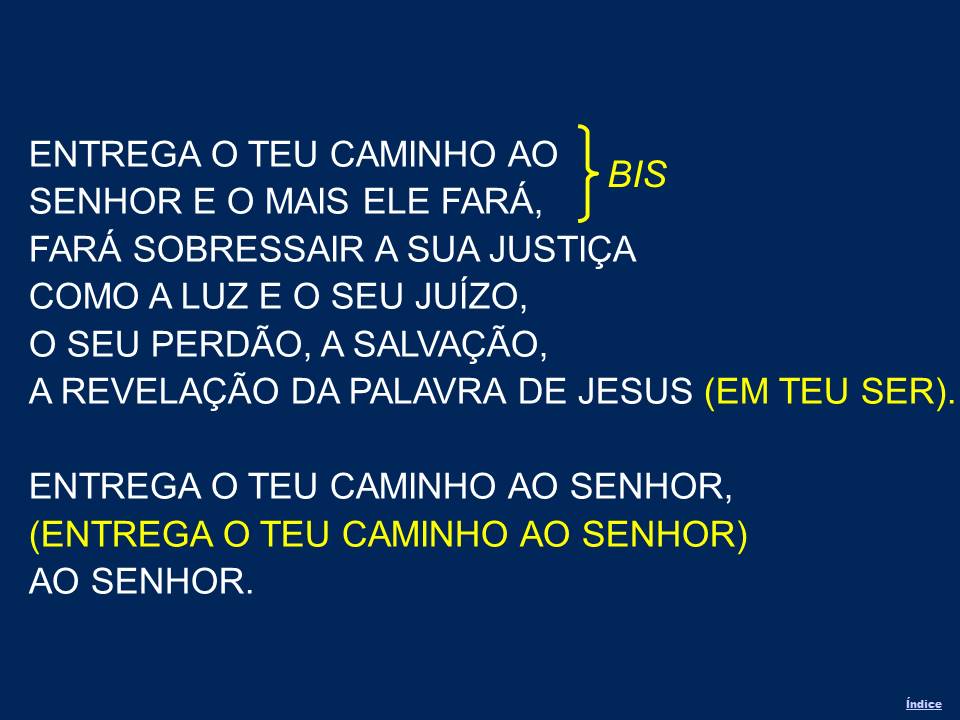 ENTREGA O TEU CAMINHO AO
SENHOR E O MAIS ELE FARÁ,
BIS
FARÁ SOBRESSAIR A SUA JUSTIÇA
COMO A LUZ E O SEU JUÍZO,
O SEU PERDÃO, A SALVAÇÃO,
A REVELAÇÃO DA PALAVRA DE JESUS (EM TEU SER).
ENTREGA O TEU CAMINHO AO SENHOR,
(ENTREGA O TEU CAMINHO AO SENHOR)
AO SENHOR.
Índice